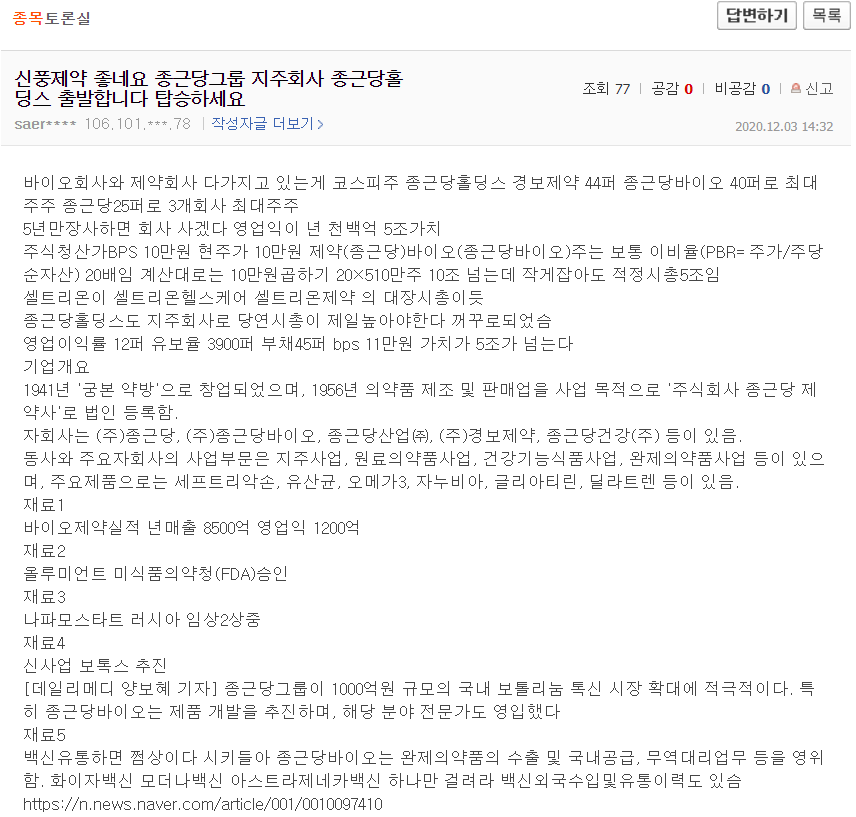 종목토론실
답변하기 목록
신풍제약 좋네요 종근당그룹 지주회사 종근당홀
딩스 출발합니다 탑승하세요
조회 77 공감 0 비공감 0 신고
saer**** 106.101.***.78 작성자글 더보기
2020.12.03 14:32
바이오회사와 제약회사 다가지고 있는게 코스피주 종근당홀딩스 경보제약 44퍼 종근당바이오 40퍼로 최대
주주 종근당25퍼로 3개회사 최대주주
5년만장사하면 회사 사겠다 영업익이 년 천백억 5조가치
주식청산가BPS 10만원 현주가 10만원 제약(종근당)바이오(종근당바이오)주는 보통 이비율(PBR= 주가/주당
순자산) 20배임 계산대로는 10만원곱하기 20×510만주 10조 넘는데 작게잡아도 적정시총5조임
셀트리온이 셀트리온헬스케어 셀트리온제약 의 대장시총이듯
종근당홀딩스도 지주회사로 당연시총이 제일높아야한다 꺼꾸로되었슴
영업이익률 12퍼 유보율 3900퍼 부채45퍼 bps 11만원 가치가 5조가 넘는다
기업개요
1941년 '궁본 약방'으로 창업되었으며, 1956년 의약품 제조 및 판매업을 사업 목적으로 '주식회사 종근당 제
약사'로 법인 등록함.
자회사는 (주)종근당, (주)종근당바이오, 종근당산업㈜, (주)경보제약, 종근당건강(주) 등이 있음.
동사와 주요자회사의 사업부문은 지주사업, 원료의약품사업, 건강기능식품사업, 완제의약품사업 등이 있으
며, 주요제품으로는 세프트리악손, 유산균, 오메가3, 자누비아, 글리아티린, 딜라트렌 등이 있음.
재료1
바이오제약실적 년매출 8500억 영업익 1200억
재료2
올루미언트 미식품의약청(FDA)승인
재료3
나파모스타트 러시아 임상2상중
재료4
신사업 보톡스 추진
[데일리메디 양보혜 기자] 종근당그룹이 1000억원 규모의 국내 보툴리눔 톡신 시장 확대에 적극적이다. 특
히 종근당바이오는 제품 개발을 추진하며, 해당 분야 전문가도 영입했다
재료5
백신유통하면 쩜상이다 시키들아 종근당바이오는 완제의약품의 수출 및 국내공급, 무역대리업무 등을 영위
함. 화이자백신 모더나백신 아스트라제네카백신 하나만 걸려라 백신외국수입및유통이력도 있슴
https://n.news.naver.com/article/001/0010097410